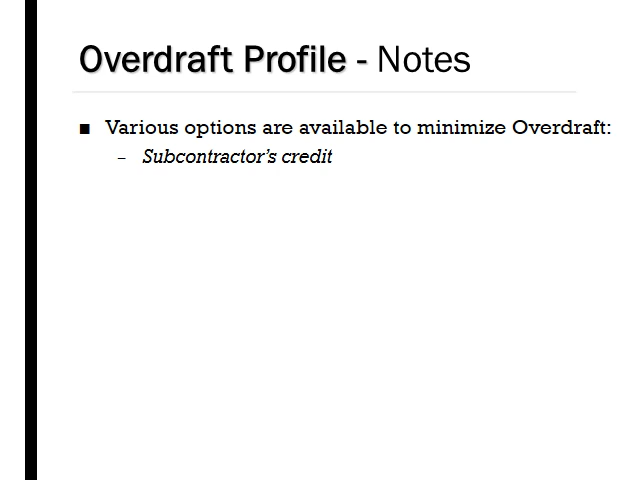 Overdraft Profile - Notes
■ Various options are available to minimize Overdraft:
– Subcontractor's credit